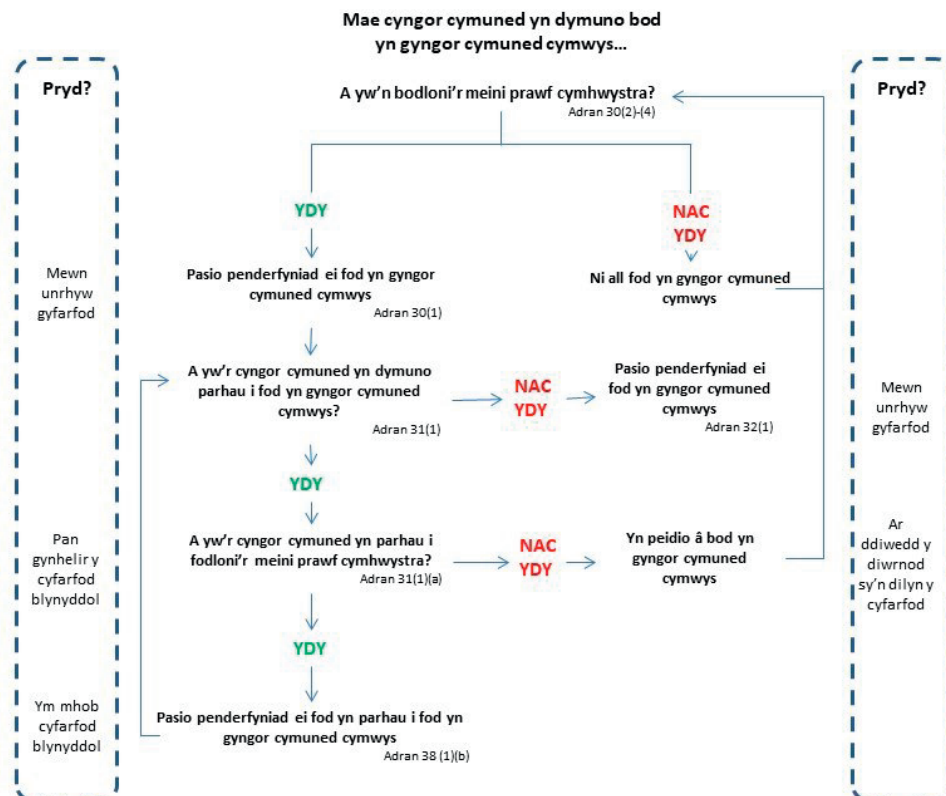 Mae cyngor cymuned yn dymuno bod
yn gyngor cymuned cymwys...
Pryd?
A yw'n bodloni'r meini prawf cymhwystra?
Adran 30(2)-(4)
Pryd?
YDY
NAC
YDY
Mewn
unrhyw
gyfarfod
Pasio penderfyniad ei fod yn gyngor
cymuned cymwys
Adran 30(1)
Ni all fod yn gyngor cymuned
cymwys
A yw'r cyngor cymuned yn dymuno
parhau i fod yn gyngor cymuned
cymwys?
Adran 31(1)
NAC
YDY
Pasio penderfyniad ei
fod yn gyngor cymuned
cymwys
Adran 32(1)
Mewn
unrhyw
gyfarfod
YDY
Pan
gynhelir y
cyfarfod
blynyddol
A yw'r cyngor cymuned yn parhau i
fodloni'r meini prawf cymhwystra?
Adran 31(1)(a)
NAC
YDY
Yn peidio â bod yn
gyngor cymuned
cymwys
Ar
ddiwedd y
diwrnod
sy'n dilyn y
cyfarfod
YDY
Ym mhob
cyfarfod
blynyddol
Pasio penderfyniad ei fod yn parhau i fod yn
gyngor cymuned cymwys
Adran 38 (1)(b)